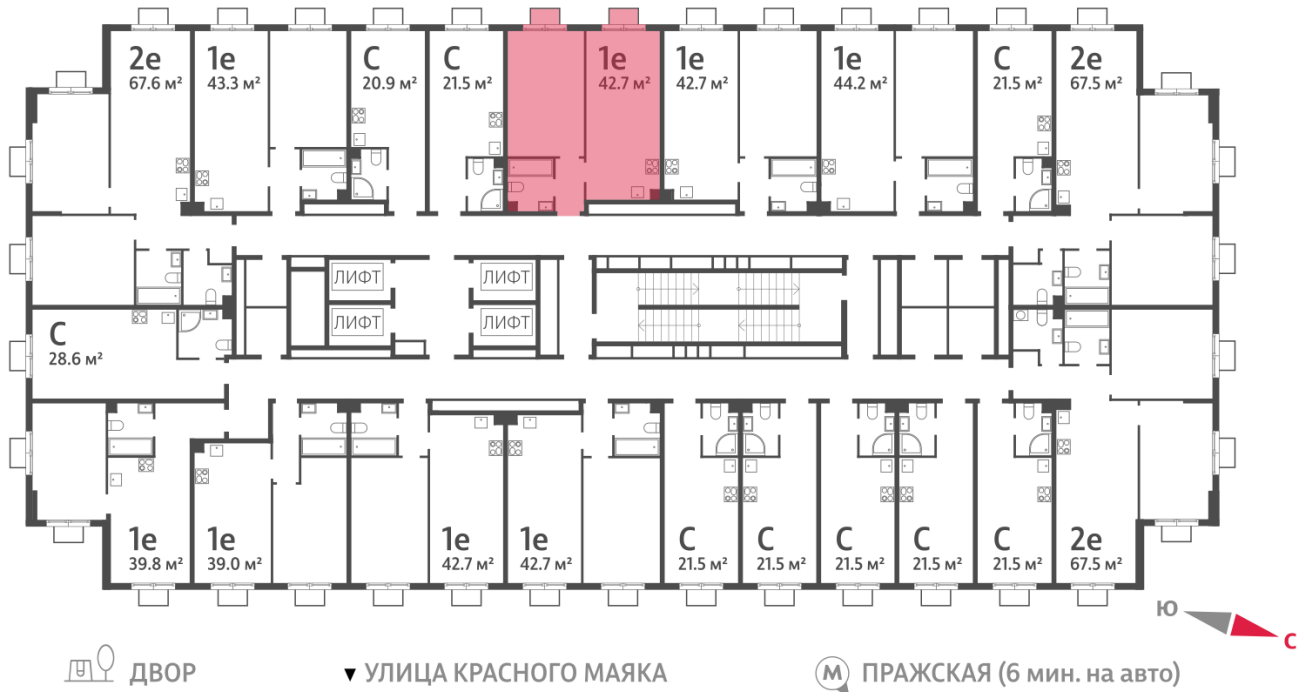 2е
67.6 м²
1е
43.3 м²
С
20.9 м²
С
21.5 м²
1е
42.7 м²
1е
42.7 м²
1е
44.2 м²
С
21.5 м²
2е
67.5 м²
ЛИФТ
ЛИФТ
ЛИФТ
ЛИФТ
С
28.6 м²
1е
39.8 м²
1е
39.0 м²
1е
42.7 м²
1е
42.7 м²
С
21.5 м²
С
21.5 м²
С
21.5 м²
С
21.5 м²
С
21.5 м²
2е
67.5 м²
Ю
С
ДВОР
УЛИЦА КРАСНОГО МАЯКА
М ПРАЖСКАЯ (6 мин. на авто)